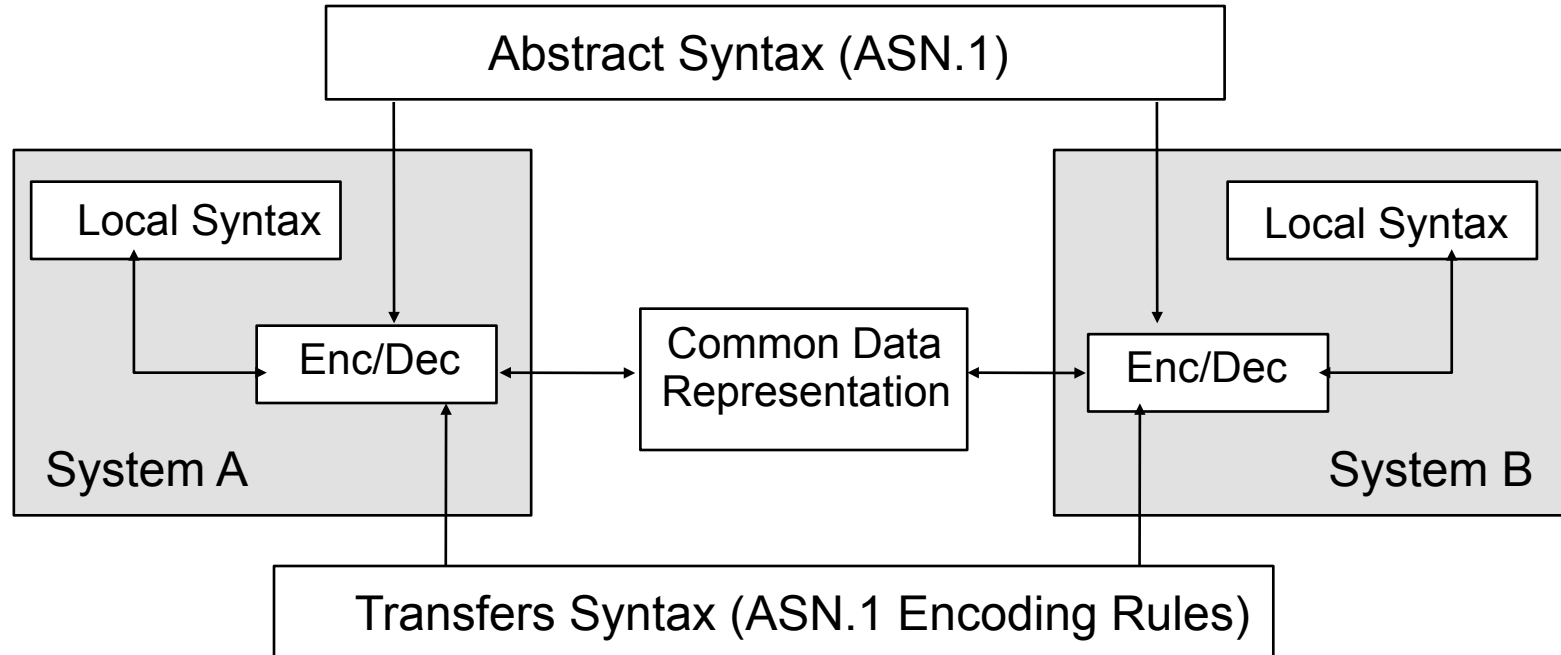 Abstract Syntax (ASN.1)
Local Syntax
Local Syntax
Enc/Dec
Common Data
Representation
Enc/Dec
System A
System B
Transfers Syntax (ASN.1 Encoding Rules)